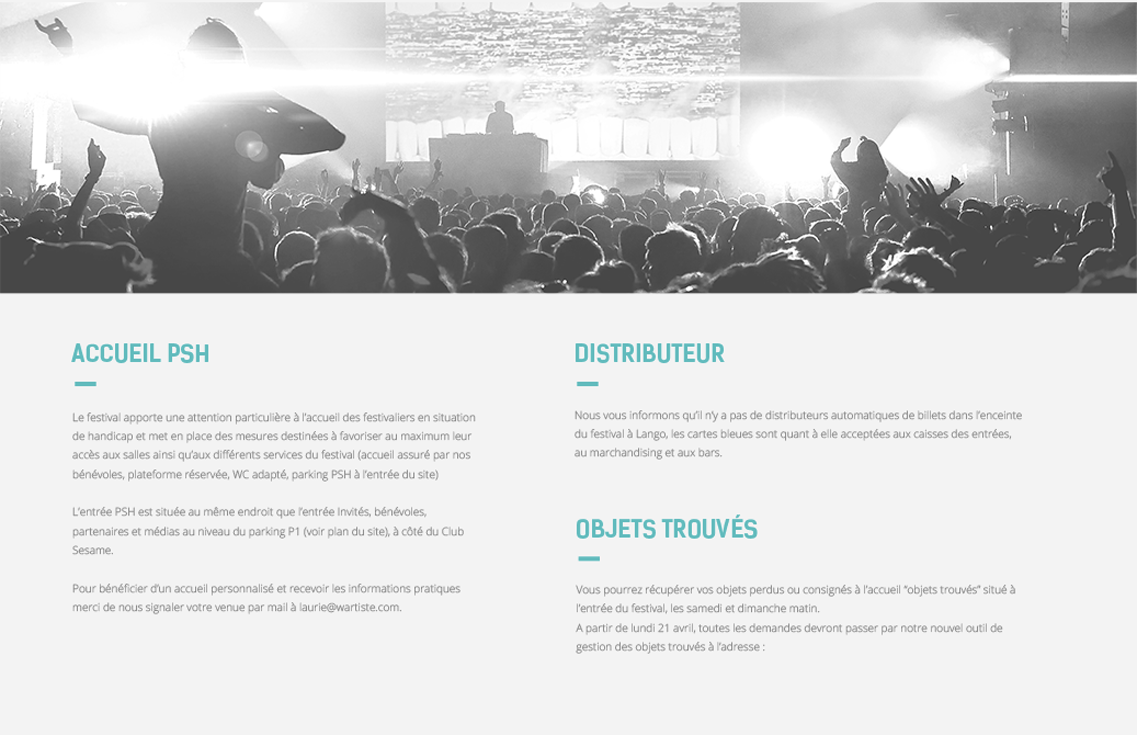 ACCUEIL PSH
Le festival apporte une attention particulière à l'accueil des festivaliers en situation
de handicap et met en place des mesures destinées à favoriser au maximum leur
accès aux salles ainsi qu'aux différents services du festival (accueil assuré par nos
bénévoles, plateforme réservée, WC adapté, parking PSH à l'entrée du site)
L'entrée PSH est située au même endroit que l'entrée Invités, bénévoles,
partenaires et médias au niveau du parking P1 (voir plan du site), à côté du Club
Sesame.
Pour bénéficier d'un accueil personnalisé et recevoir les informations pratiques
merci de nous signaler votre venue par mail à laurie@wartiste.com.
DISTRIBUTEUR
Nous vous informons qu'il n'y a pas de distributeurs automatiques de billets dans l'enceinte
du festival à Lango, les cartes bleues sont quant à elle acceptées aux caisses des entrées,
au marchandising et aux bars.
OBJETS TROUVÉS
Vous pourrez récupérer vos objets perdus ou consignés à l'accueil "objets trouvés" situé à
l'entrée du festival, les samedi et dimanche matin.
A partir de lundi 21 avril, toutes les demandes devront passer par notre nouvel outil de
gestion des objets trouvés à l'adresse :